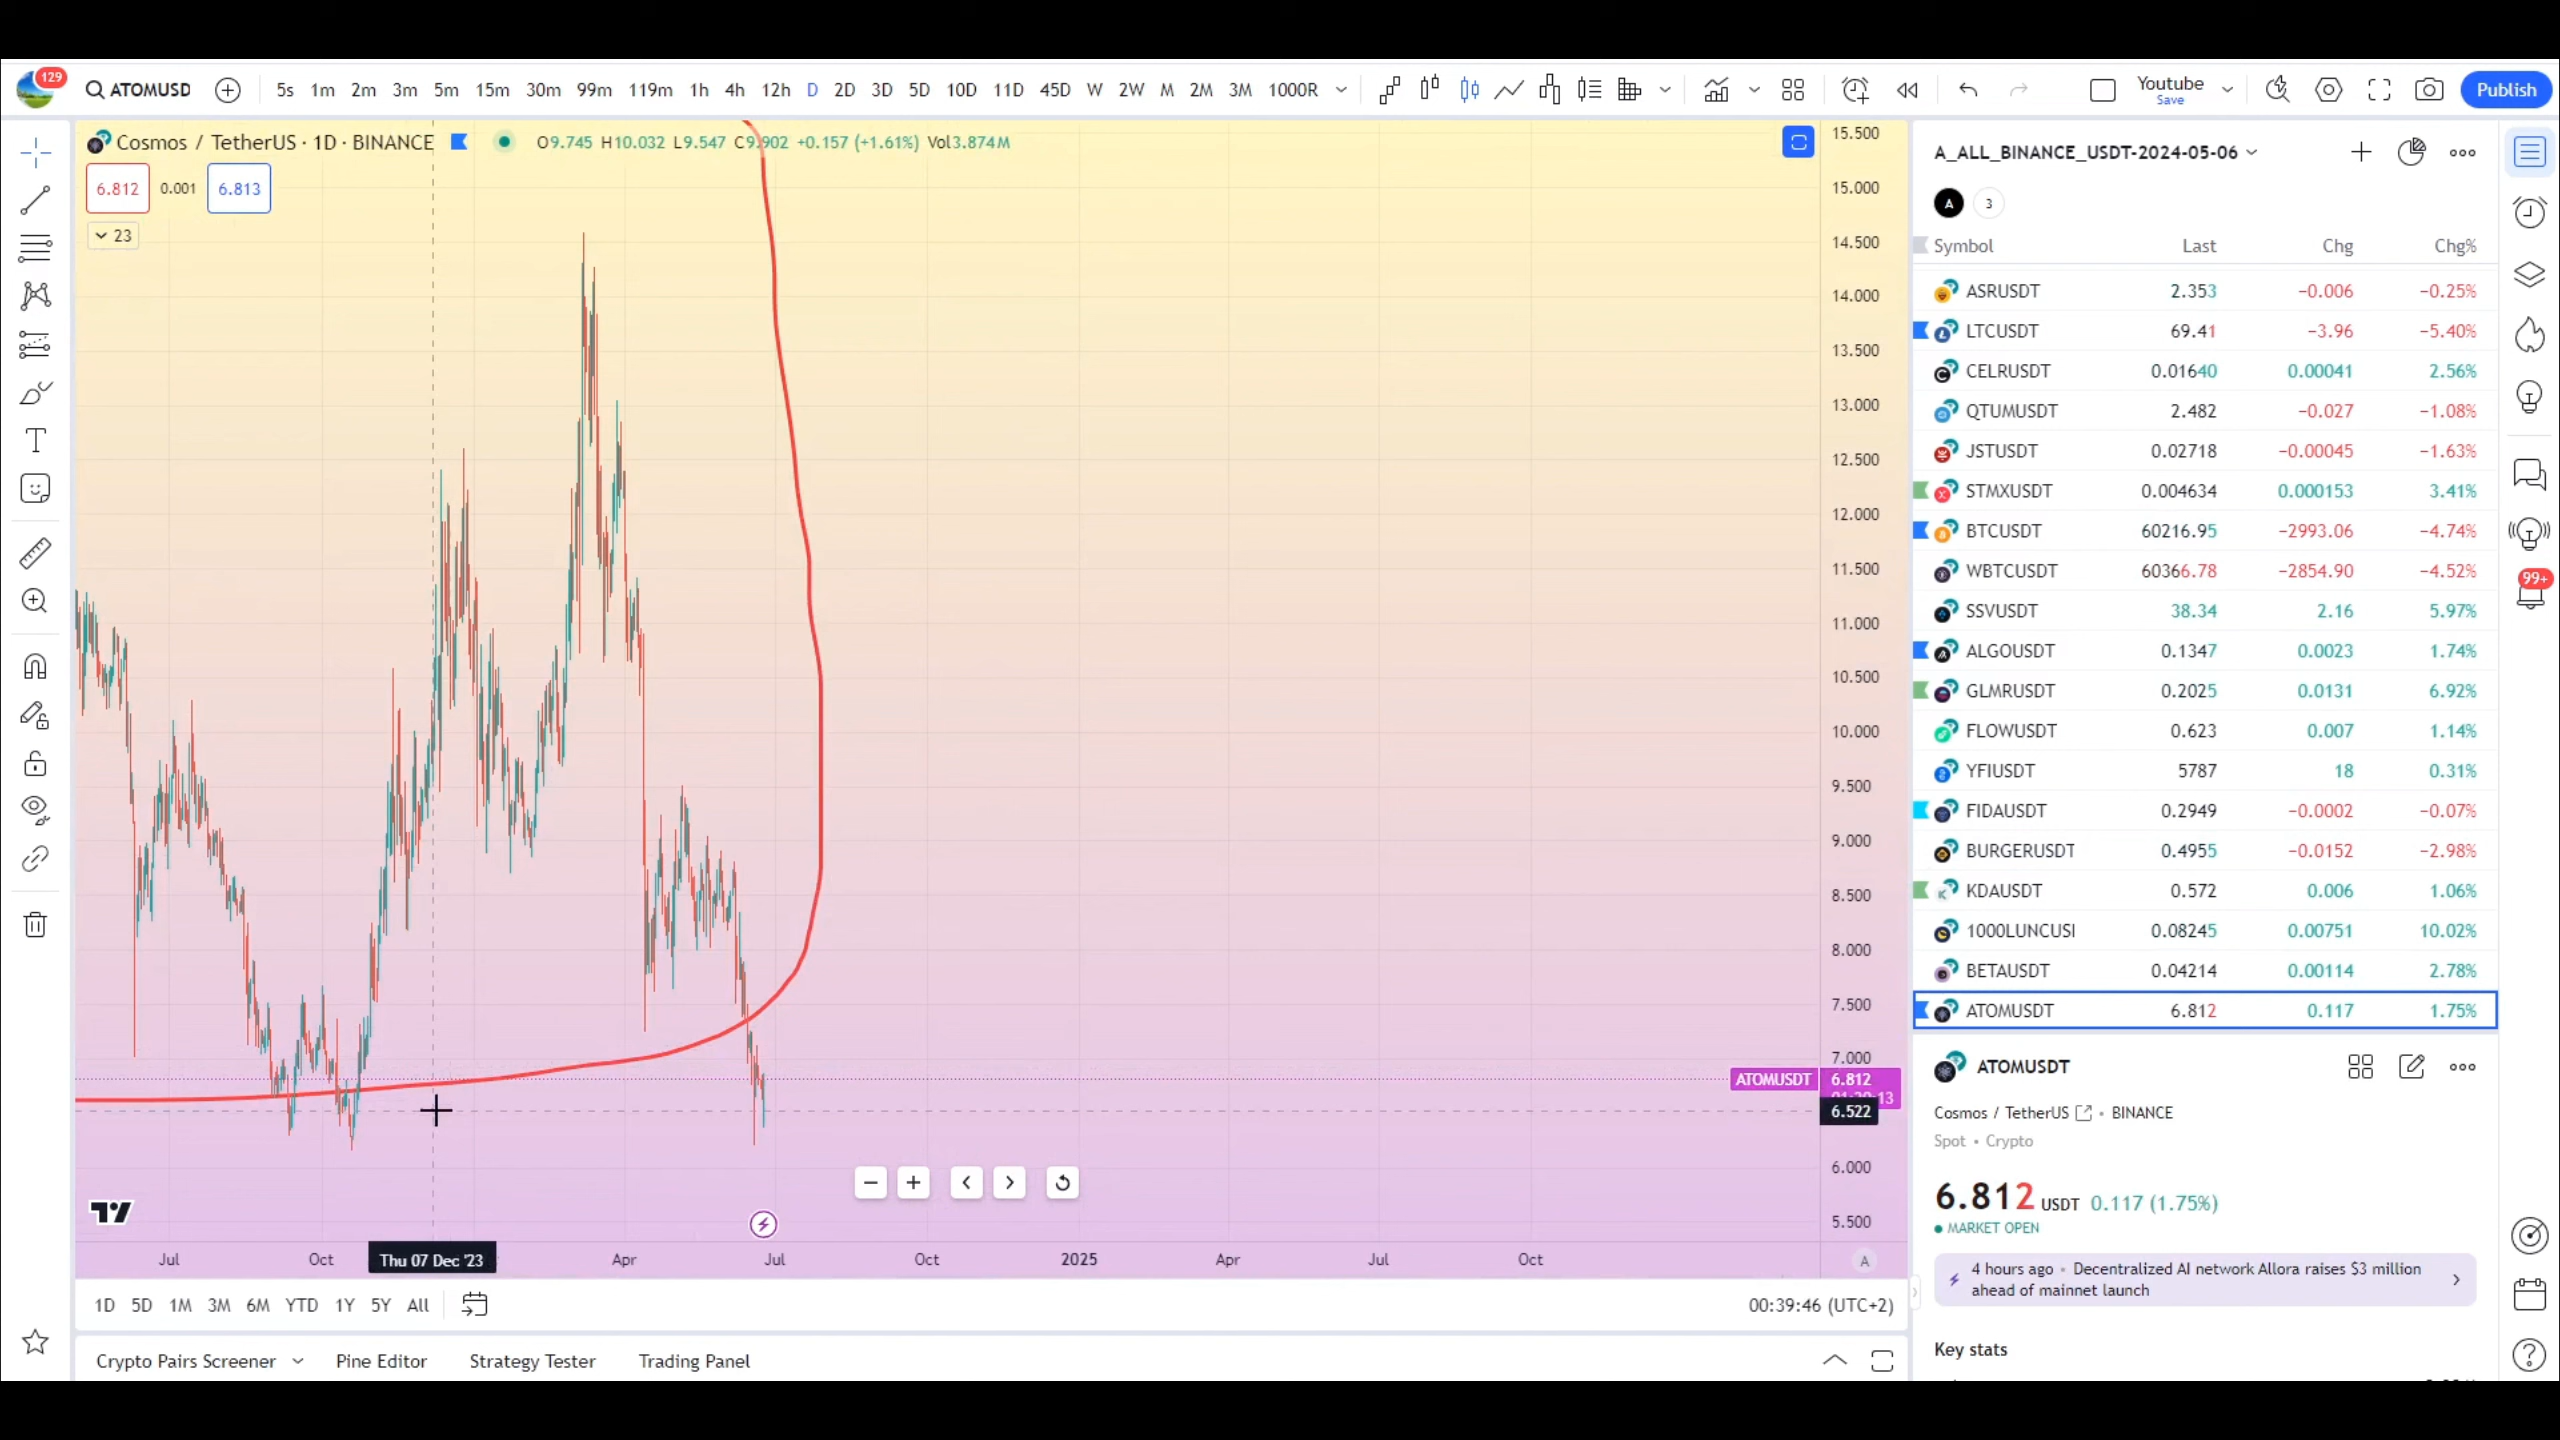 129
ATOMUSD
5s 1m 2m 3m 5m 15m 30m 99m 119m 1h 4h 12h D 2D 3D 5D 10D 11D 45D W 2W M 2M 3M 1000R
Youtube
Save
Publish
Cosmos / TetherUS · 1D · BINANCE
O9.745 H10.032 L9.547 C9.902 +0.157 (+1.61%) Vol3.874M
6.812 0.001 6.813
23
15.500
15.000
14.500
14.000
13.500
13.000
12.500
12.000
11.500
11.000
10.500
10.000
9.500
9.000
8.500
8.000
7.500
7.000
ATOMUSDT 6.812
6.522
6.000
5.500
Jul Oct Thu 07 Dec '23 Apr Jul Oct 2025 Apr Jul Oct A
1D 5D 1M 3M 6M YTD 1Y 5Y All
00:39:46 (UTC+2)
Crypto Pairs Screener Pine Editor Strategy Tester Trading Panel
A_ALL_BINANCE_USDT-2024-05-06
A 3
Symbol Last Chg Chg%
ASRUSDT 2.353 −0.006 −0.25%
LTCUSDT 69.41 −3.96 −5.40%
CELRUSDT 0.01640 0.00041 2.56%
QTUMUSDT 2.482 −0.027 −1.08%
JSTUSDT 0.02718 −0.00045 −1.63%
STMXUSDT 0.004634 0.000153 3.41%
BTCUSDT 60216.95 −2993.06 −4.74%
WBTCUSDT 60366.78 −2854.90 −4.52%
SSVUSDT 38.34 2.16 5.97%
ALGOUSDT 0.1347 0.0023 1.74%
GLMRUSDT 0.2025 0.0131 6.92%
FLOWUSDT 0.623 0.007 1.14%
YFIUSDT 5787 18 0.31%
FIDAUSDT 0.2949 −0.0002 −0.07%
BURGERUSDT 0.4955 −0.0152 −2.98%
KDAUSDT 0.572 0.006 1.06%
1000LUNCUSI 0.08245 0.00751 10.02%
BETAUSDT 0.04214 0.00114 2.78%
ATOMUSDT 6.812 0.117 1.75%
ATOMUSDT
Cosmos / TetherUS • BINANCE
Spot • Crypto
6.812 USDT 0.117 (1.75%)
MARKET OPEN
4 hours ago • Decentralized AI network Allora raises $3 million
ahead of mainnet launch
Key stats
99+